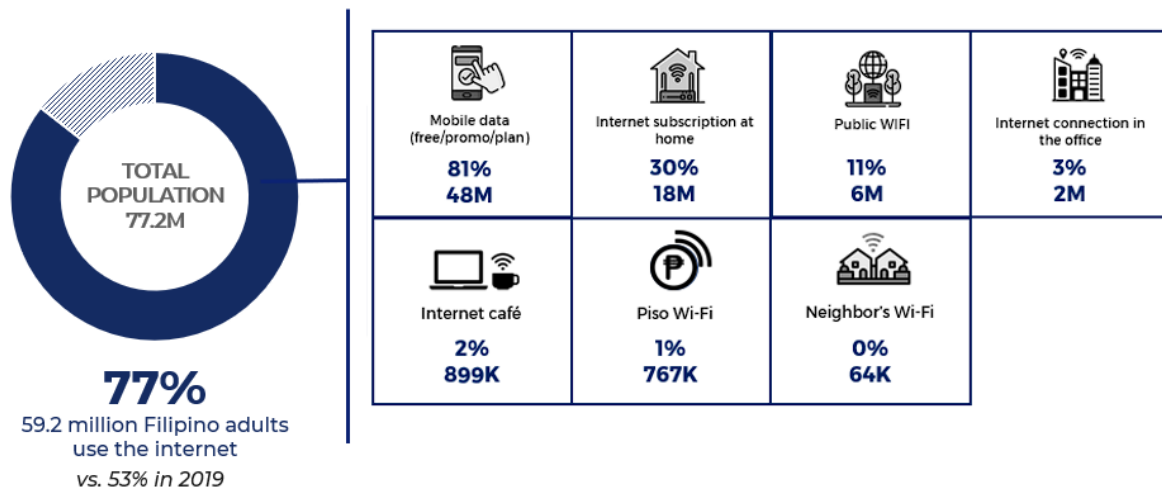 TOTAL
POPULATION
77.2M
77%
59.2 million Filipino adults
use the internet
vs. 53% in 2019
Mobile data
(free/promo/plan)
81%
48M
Internet subscription at
home
30%
18M
Public WIFI
11%
6M
Internet connection in
the office
3%
2M
Internet café
2%
899K
Piso Wi-Fi
1%
767K
Neighbor's Wi-Fi
0%
64K